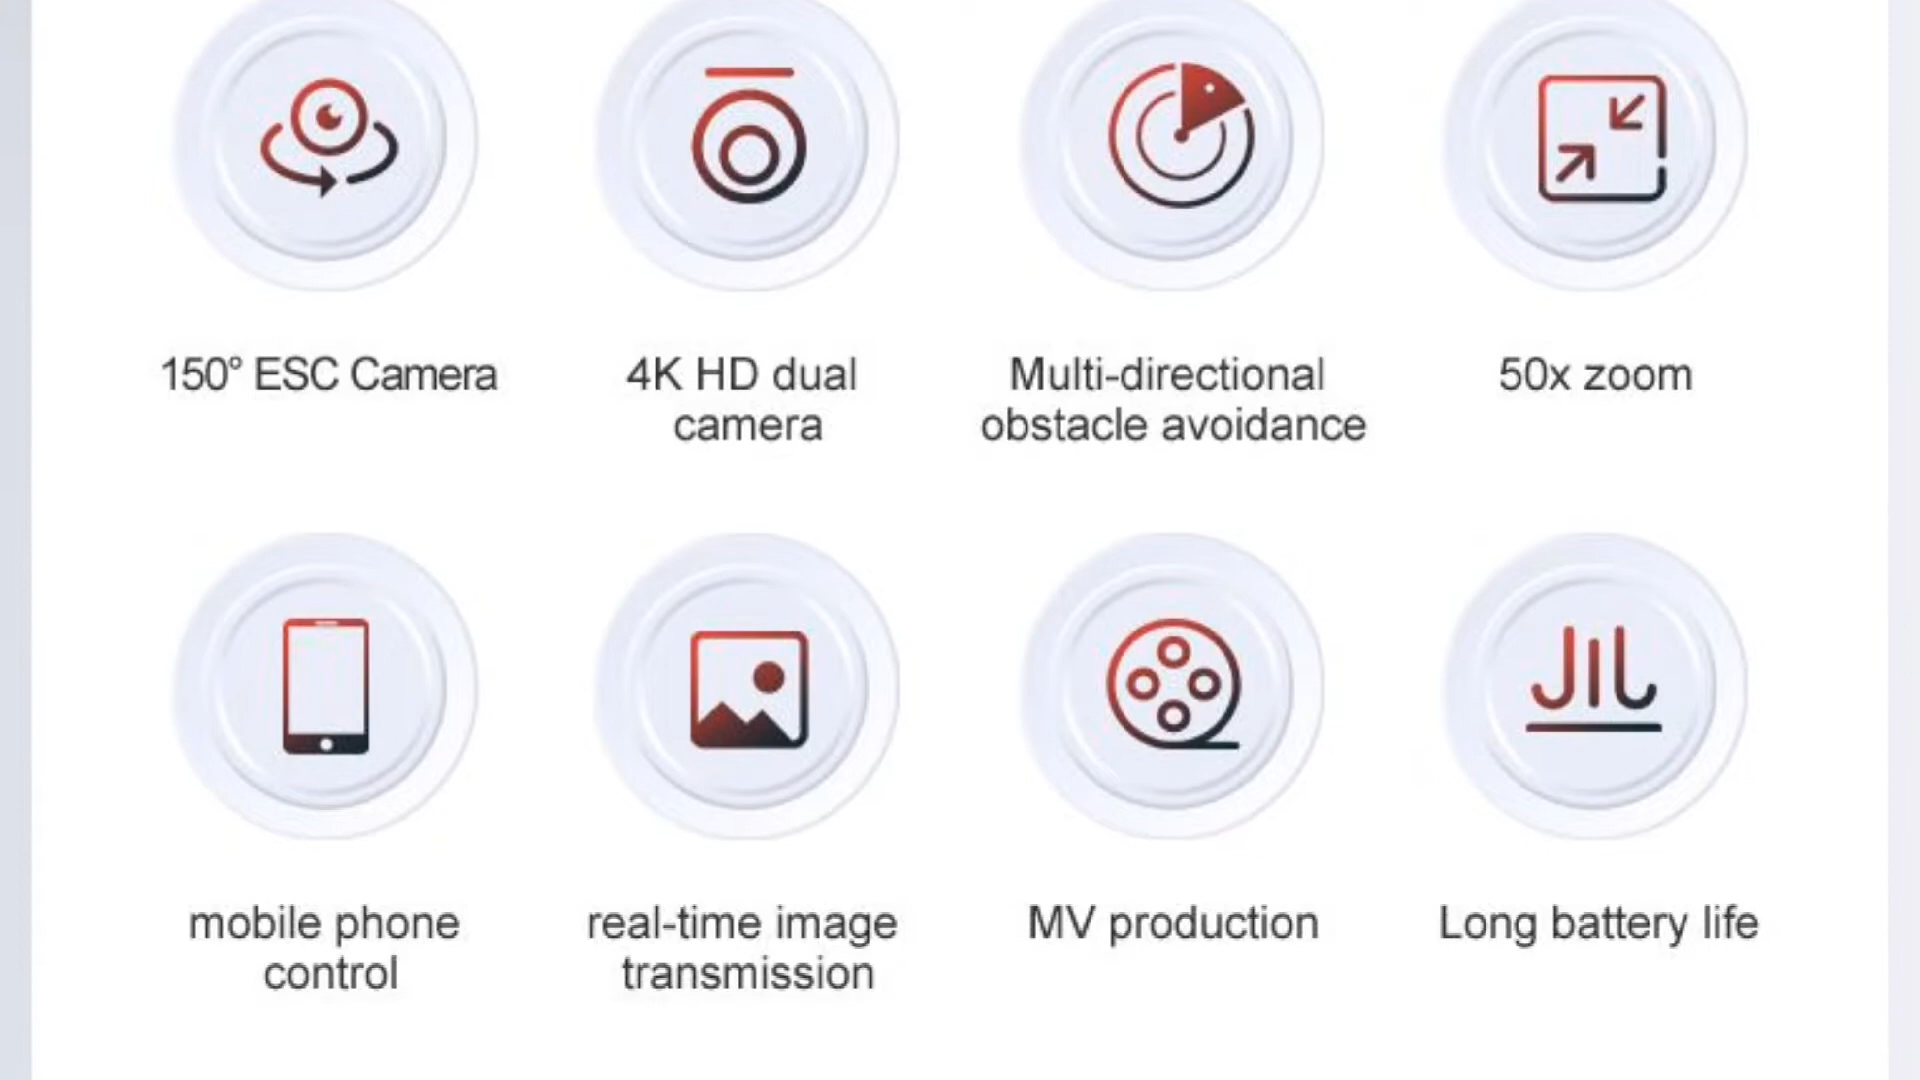 150° ESC Camera
4K HD dual
camera
Multi-directional
obstacle avoidance
50x zoom
mobile phone
control
real-time image
transmission
MV production
Long battery life